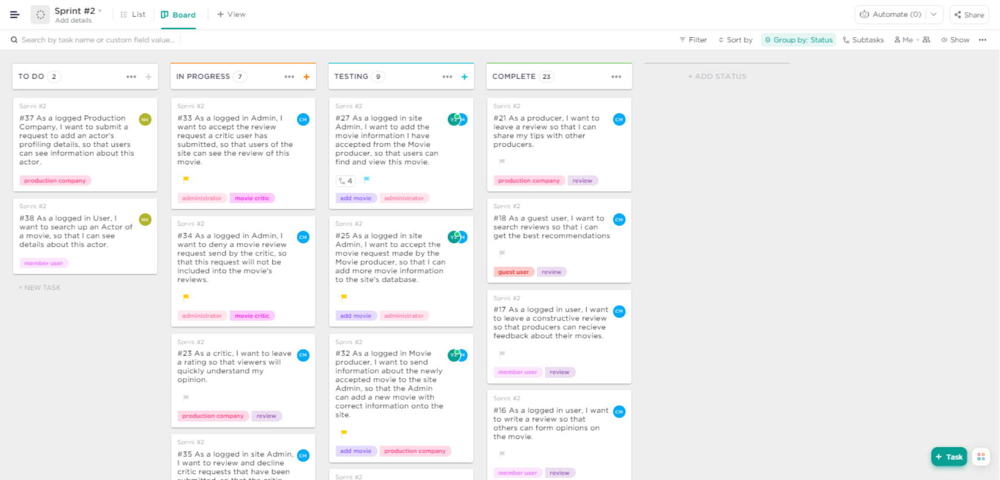 Sprint #2
Add details
List
Board
+ View
Automate (0)
Share
Search by task name or custom field value...
Filter
Sort by
Group by: Status
Subtasks
Me
Show
TO DO 2
Sprint #2
#37 As a logged Production
Company, I want to submit a
request to add an actor's
profiling details, so that users
can see information about this
actor.
NK
production company
Sprint #2
#38 As a logged in User, I
want to search up an Actor of
a movie, so that I can see
details about this actor.
NK
member user
+ NEW TASK
IN PROGRESS 7
Sprint #2
#33 As a logged in Admin, I
want to accept the review
request a critic user has
submitted, so that users of the
site can see the review of this
movie.
CM
administrator movie critic
Sprint #2
#34 As a logged in Admin, I
want to deny a movie review
request send by the critic, so
that this request will not be
included into the movie's
reviews.
CM
administrator movie critic
Sprint #2
#23 As a critic, I want to leave
a rating so that viewers will
quickly understand my
opinion.
CM
production company review
Sprint #2
#35 As a logged in site Admin,
I want to review and decline
critic requests that have been
submitted, so that the critic
CM
TESTING 9
Sprint #2
#27 As a logged in site
Admin, I want to add the
movie information I have
accepted from the Movie
producer, so that users can
find and view this movie.
4
add movie administrator
Sprint #2
#25 As a logged in site
Admin, I want to accept the
movie request made by the
Movie producer, so that I can
add more movie information
to the site's database.
add movie administrator
Sprint #2
#32 As a logged in Movie
producer, I want to send
information about the newly
accepted movie to the site
Admin, so that the Admin
can add a new movie with
correct information onto the
site.
add movie production company
Sprint #2
COMPLETE 23
Sprint #2
#21 As a producer, I want to
leave a review so that I can
share my tips with other
producers.
CM
production company review
Sprint #2
#18 As a guest user, I want to
search reviews so that i can
get the best recommendations
CM
guest user review
Sprint #2
#17 As a logged in user, I want
to leave a constructive review
so that producers can recieve
feedback about their movies.
CM
member user review
Sprint #2
#16 As a logged in user, I want
to write a review so that
others can form opinions on
the movie.
CM
member user review
+ ADD STATUS
+ Task